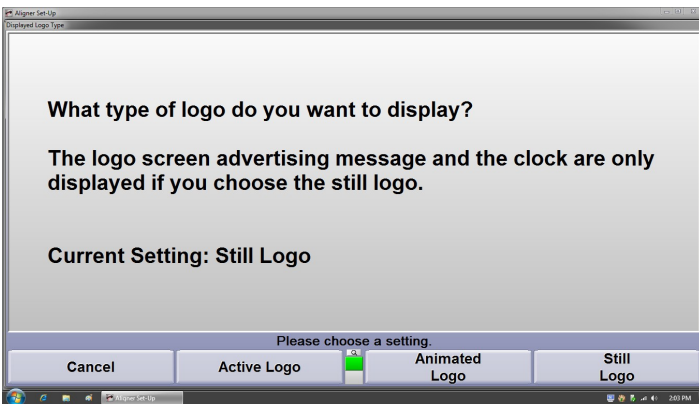 Aligner Set-Up
Displayed Logo Type
What type of logo do you want to display?
The logo screen advertising message and the clock are only
displayed if you choose the still logo.
Current Setting: Still Logo
Please choose a setting.
Cancel
Active Logo
Animated
Logo
Still
Logo
Aligner Set-Up
2:03 PM